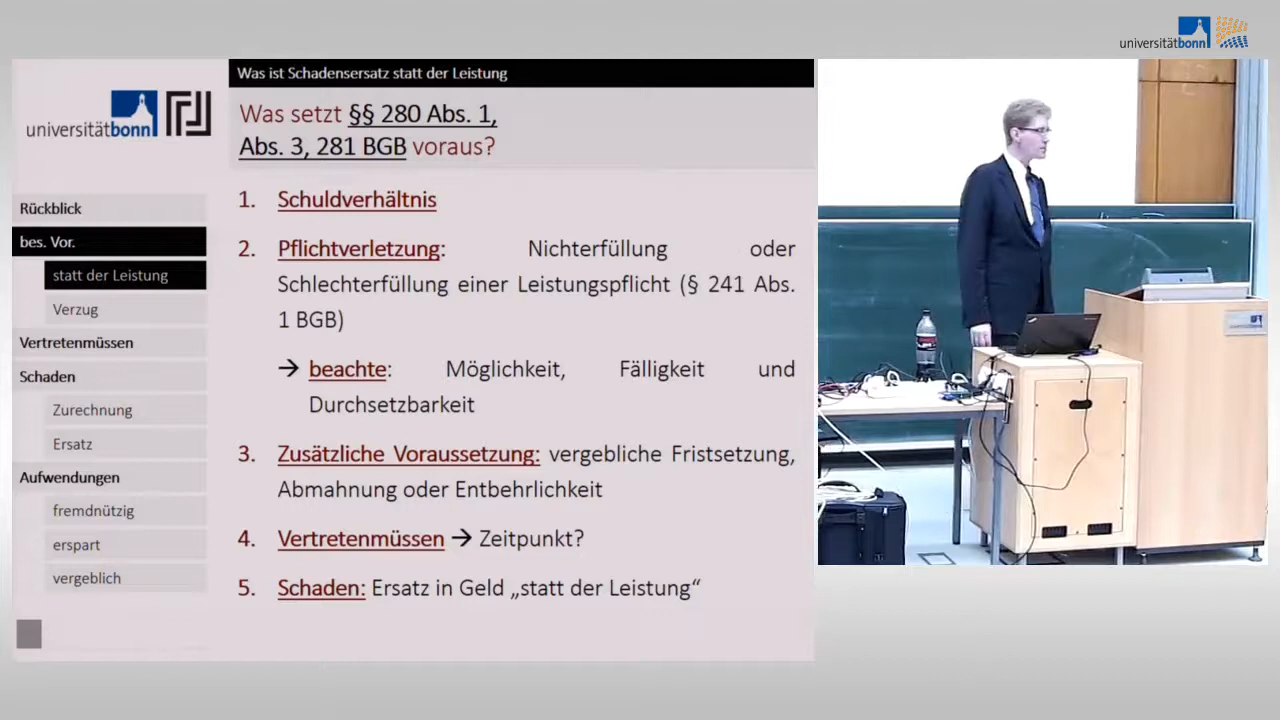 universitätbonn
Was ist Schadensersatz statt der Leistung
universitätbonn
Was setzt §§ 280 Abs. 1,
Abs. 3, 281 BGB voraus?
Rückblick
bes. Vor.
statt der Leistung
Verzug
Vertretenmüssen
Schaden
Zurechnung
Ersatz
Aufwendungen
fremdnützig
erspart
vergeblich
1. Schuldverhältnis
2. Pflichtverletzung: Nichterfüllung oder
Schlechterfüllung einer Leistungspflicht (§ 241 Abs.
1 BGB)
→ beachte: Möglichkeit, Fälligkeit und
Durchsetzbarkeit
3. Zusätzliche Voraussetzung: vergebliche Fristsetzung,
Abmahnung oder Entbehrlichkeit
4. Vertretenmüssen → Zeitpunkt?
5. Schaden: Ersatz in Geld „statt der Leistung“